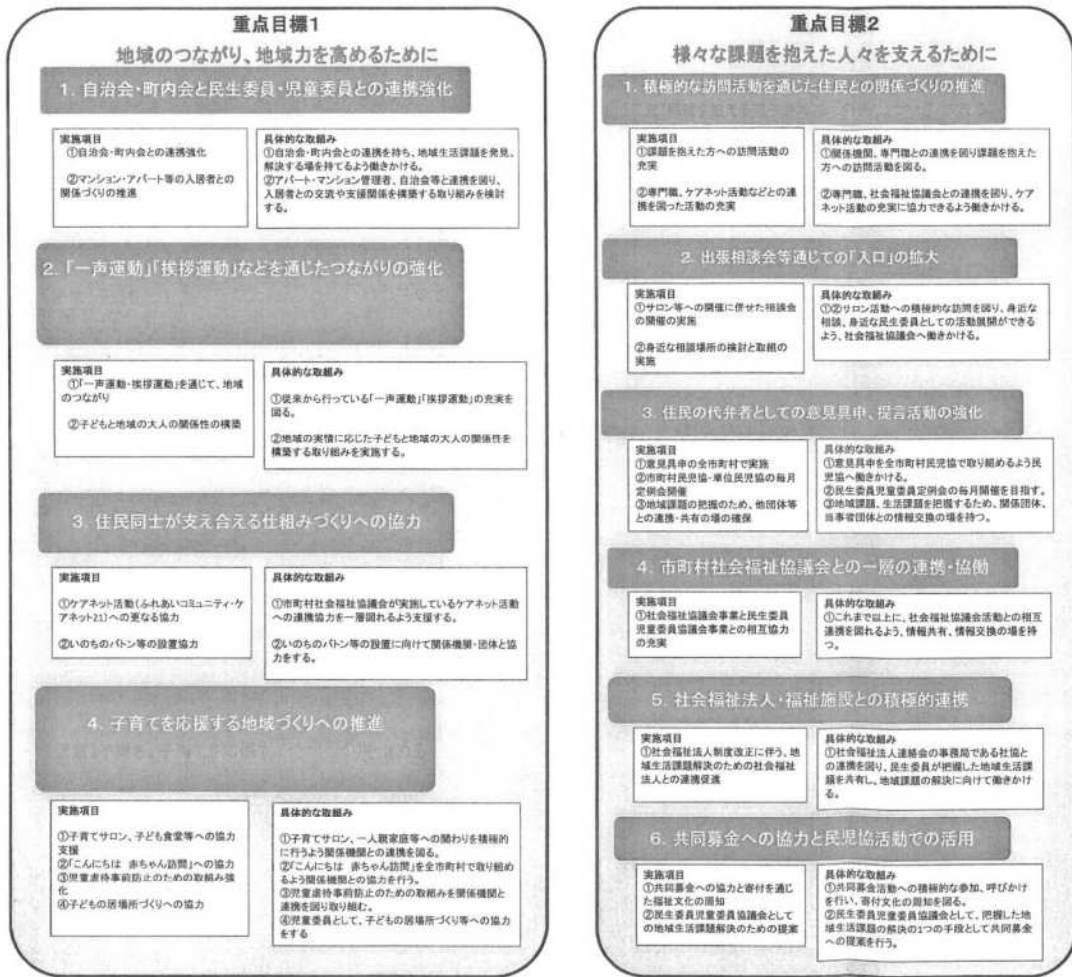 重点目標1
地域のつながり、地域力を高めるために
1. 自治会・町内会と民生委員・児童委員との連携強化
実施項目
①自治会・町内会との連携強化
②マンション・アパート等の入居者との
関係づくりの推進
具体的な取組み
①自治会・町内会との連携を持ち、地域生活課題を発見、
解決する場を持てるよう働きかける。
②アパート・マンション管理者、自治会等と連携を図り、
入居者との交流や支援関係を構築する取り組みを検討
する。
2. 「一声運動」「挨拶運動」などを通じたつながりの強化
実施項目
①「一声運動・挨拶運動」を通じて、地域
のつながり
②子どもと地域の大人の関係性の構築
具体的な取組み
①従来から行っている「一声運動」「挨拶運動」の充実を
図る。
②地域の実情に応じた子どもと地域の大人の関係性を
構築する取り組みを実施する。
3. 住民同士が支え合える仕組みづくりへの協力
実施項目
①ケアネット活動(ふれあいコミュニティ・ケ
アネット21)への更なる協力
②いのちのバトン等の設置協力
具体的な取組み
①市町村社会福祉協議会が実施しているケアネット活動
への連携協力を一層図れるよう支援する。
②いのちのバトン等の設置に向けて関係機関・団体と協
力をする。
4. 子育てを応援する地域づくりへの推進
実施項目
①子育てサロン、子ども食堂等への協力
支援
②「こんにちは 赤ちゃん訪問」への協力
③児童虐待事前防止のための取組み強
化
④子どもの居場所づくりへの協力
具体的な取組み
①子育てサロン、一人親家庭等への関わりを積極的
に行うよう関係機関との連携を図る。
②「こんにちは 赤ちゃん訪問」を全市町村で取り組め
るよう関係機関との協力を行う。
③児童虐待事前防止のための取組みを関係機関と
連携を図り取り組む。
④児童委員として、子どもの居場所づくり等への協力
をする
重点目標2
様々な課題を抱えた人々を支えるために
1. 積極的な訪問活動を通じた住民との関係づくりの推進
実施項目
①課題を抱えた方への訪問活動の
充実
②専門職、ケアネット活動などとの連
携を図った活動の充実
具体的な取組み
①関係機関、専門職との連携を図り課題を抱えた
方への訪問活動を図る。
②専門職、社会福祉協議会との連携を図り、ケア
ネット活動の充実に協力できるよう働きかける。
2. 出張相談会等通じての「入口」の拡大
実施項目
①サロン等への開催に併せた相談会
の開催の実施
②身近な相談場所の検討と取組の
実施
具体的な取組み
①②サロン活動への積極的な訪問を図り、身近な
相談、身近な民生委員としての活動展開ができる
よう、社会福祉協議会へ働きかける。
3. 住民の代弁者としての意見具申、提言活動の強化
実施項目
①意見具申の全市町村で実施
②市町村民児協・単位民児協の毎月
定例会開催
③地域課題の把握のため、他団体等
との連携・共有の場の確保
具体的な取組み
①意見具申を全市町村民児協で取り組めるよう民
児協へ働きかける。
②民生委員児童委員定例会の毎月開催を目指す。
③地域課題、生活課題を把握するため、関係団体、
当事者団体との情報交換の場を持つ。
4. 市町村社会福祉協議会との一層の連携・協働
実施項目
①社会福祉協議会事業と民生委員
児童委員協議会事業との相互協力
の充実
具体的な取組み
①これまで以上に、社会福祉協議会活動との相互
連携を図れるよう、情報共有、情報交換の場を持
つ。
5. 社会福祉法人・福祉施設との積極的連携
実施項目
①社会福祉法人制度改正に伴う、地
域生活課題解決のための社会福祉
法人との連携促進
具体的な取組み
①社会福祉法人連絡会の事務局である社協と
の連携を図り、民生委員が把握した地域生活課
題を共有し、地域課題の解決に向けて働きかけ
る。
6. 共同募金への協力と民児協活動での活用
実施項目
①共同募金への協力と寄付を通じ
た福祉文化の周知
②民生委員児童委員協議会として
の地域生活課題解決のための提案
具体的な取組み
①共同募金活動への積極的な参加、呼びかけ
を行い、寄付文化の周知を図る。
②民生委員児童委員協議会として、把握した地
域生活課題の解決の1つの手段として共同募金
への提案を行う。